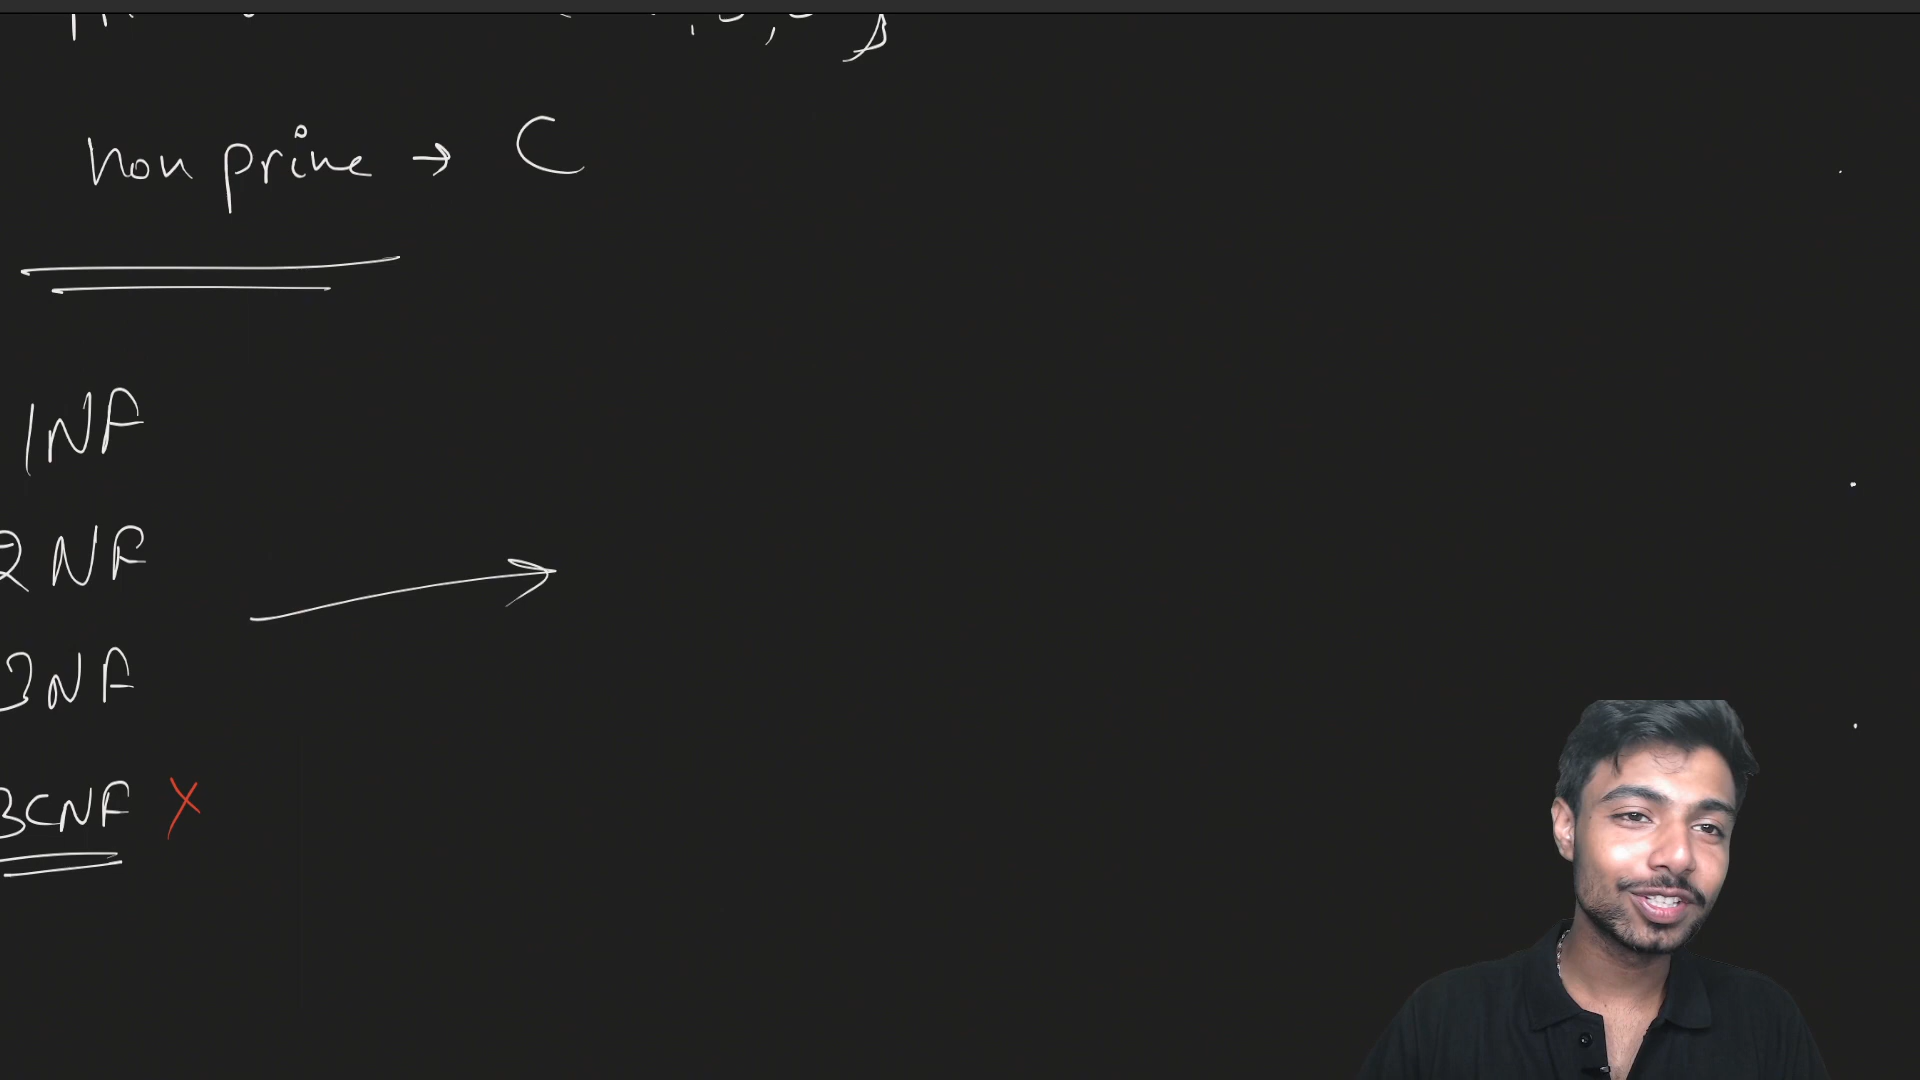 non prime → C
1NF
2NF
3NF
BCNF X